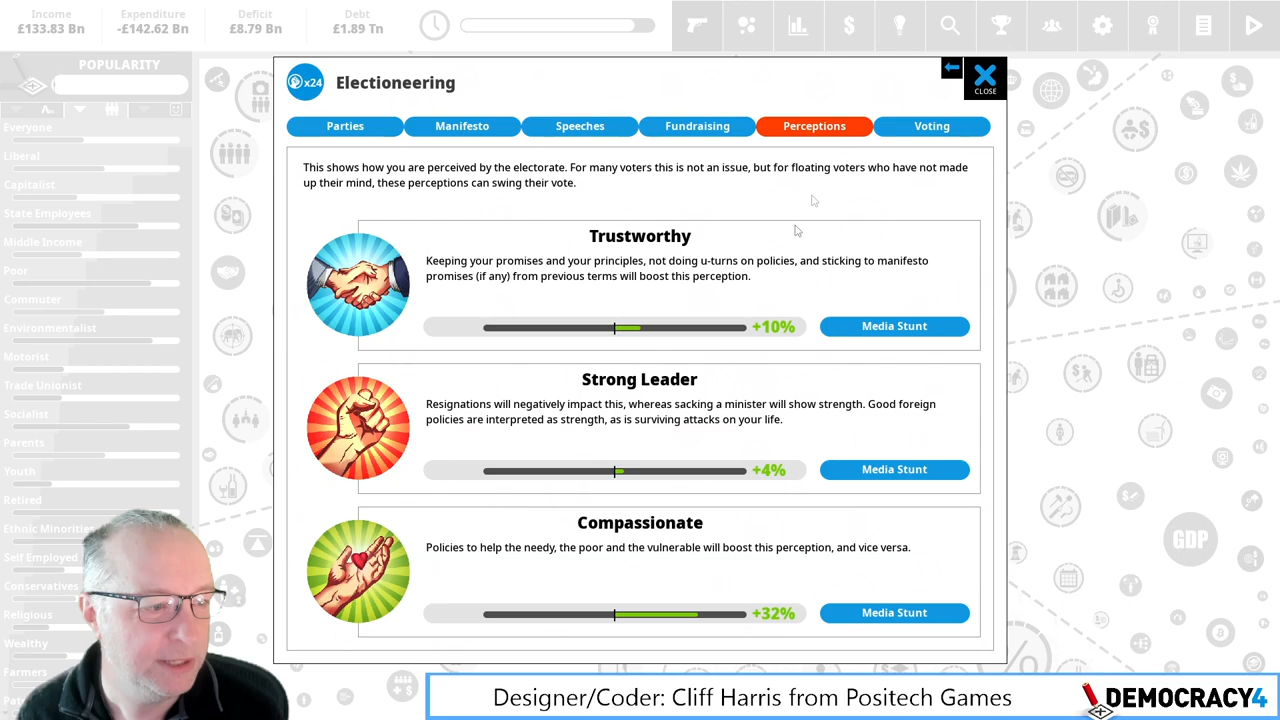 Income
£133.83 Bn
Expenditure
-£142.62 Bn
Deficit
£8.79 Bn
Debt
£1.89 Tn
POPULARITY
Everyone
Liberal
Capitalist
State Employees
Middle Income
Poor
Commuter
Environmentalist
Motorist
Trade Unionist
Socialist
Parents
Youth
Retired
Ethnic Minorities
Self Employed
Conservatives
Religious
Wealthy
Farmers
x24
Electioneering
CLOSE
Parties
Manifesto
Speeches
Fundraising
Perceptions
Voting
This shows how you are perceived by the electorate. For many voters this is not an issue, but for floating voters who have not made
up their mind, these perceptions can swing their vote.
Trustworthy
Keeping your promises and your principles, not doing u-turns on policies, and sticking to manifesto
promises (if any) from previous terms will boost this perception.
+10%
Media Stunt
Strong Leader
Resignations will negatively impact this, whereas sacking a minister will show strength. Good foreign
policies are interpreted as strength, as is surviving attacks on your life.
+4%
Media Stunt
Compassionate
Policies to help the needy, the poor and the vulnerable will boost this perception, and vice versa.
+32%
Media Stunt
GDP
Designer/Coder: Cliff Harris from Positech Games
DEMOCRACY4